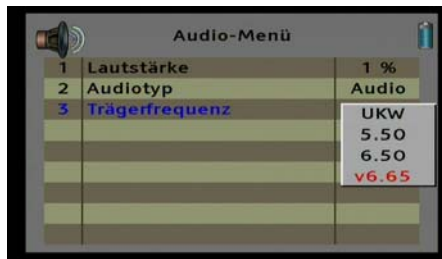 Audio-Menü
1 Lautstärke 1 %
2 Audiotyp Audio
3 Trägerfrequenz
UKW
5.50
6.50
v6.65